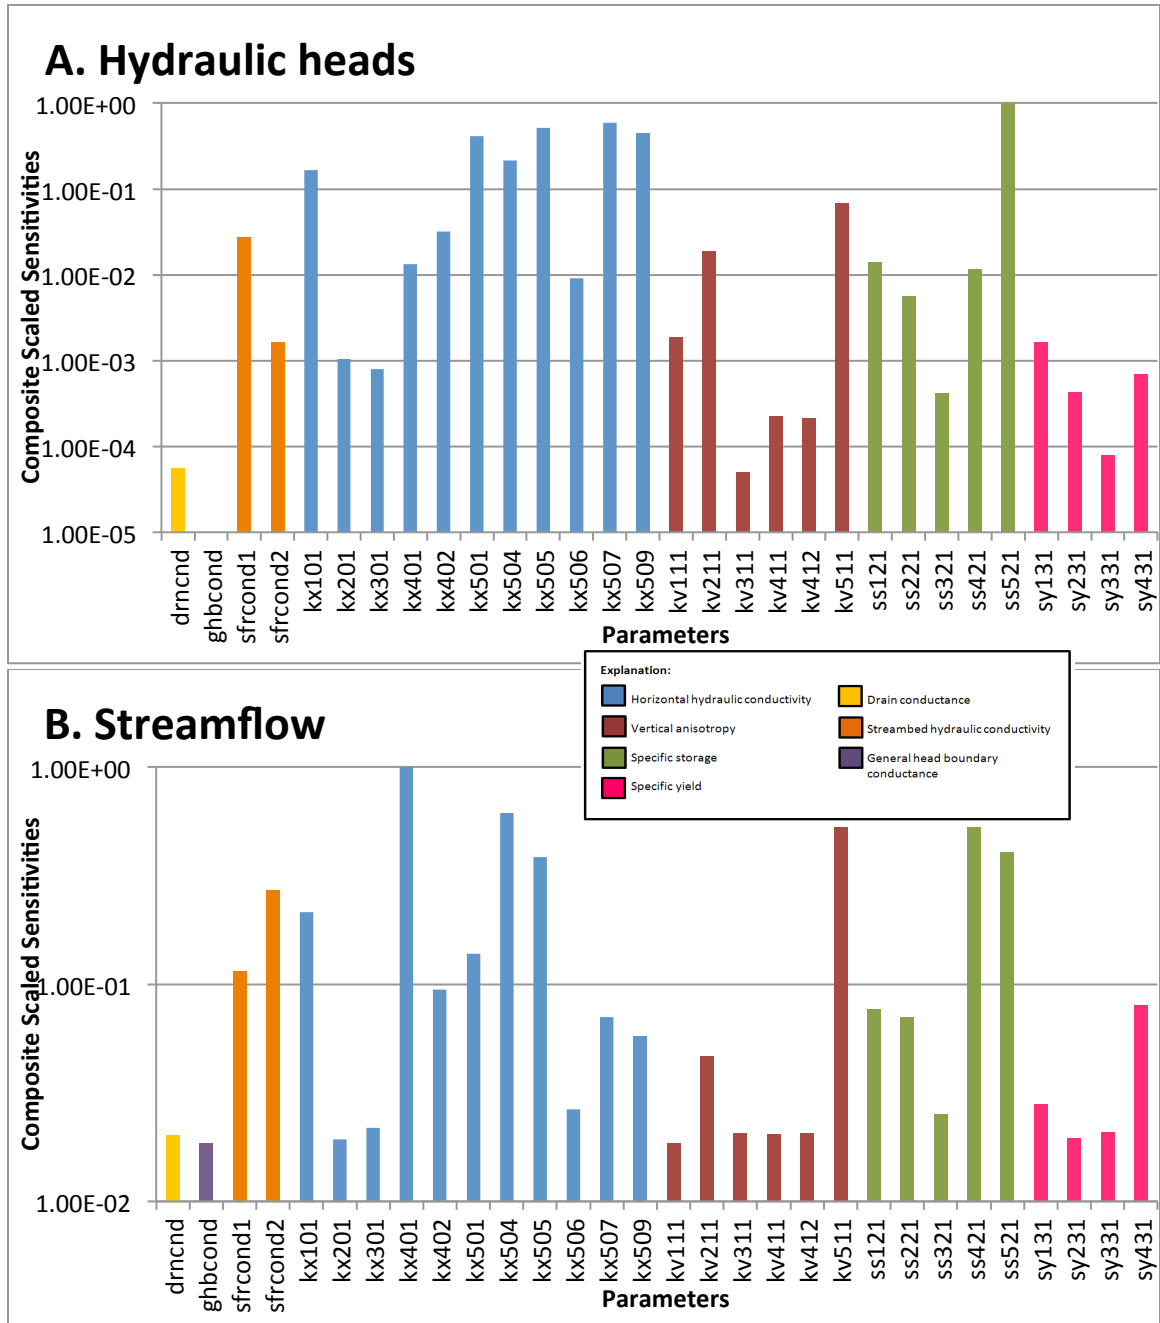 A. Hydraulic heads
1.00E+00
1.00E-01
1.00E-02
1.00E-03
1.00E-04
1.00E-05
Composite Scaled Sensitivities
drncnd
ghbcond
sfrcond1
sfrcond2
kx101
kx201
kx301
kx401
kx402
kx501
kx504
kx505
kx506
kx507
kx509
kv111
kv211
kv311
kv411
kv412
kv511
ss121
ss221
ss321
ss421
ss521
sy131
sy231
sy331
sy431
Parameters
Explanation:
Horizontal hydraulic conductivity
Vertical anisotropy
Specific storage
Specific yield
Drain conductance
Streambed hydraulic conductivity
General head boundary
conductance
B. Streamflow
1.00E+00
1.00E-01
1.00E-02
Composite Scaled Sensitivities
drncnd
ghbcond
sfrcond1
sfrcond2
kx101
kx201
kx301
kx401
kx402
kx501
kx504
kx505
kx506
kx507
kx509
kv111
kv211
kv311
kv411
kv412
kv511
ss121
ss221
ss321
ss421
ss521
sy131
sy231
sy331
sy431
Parameters